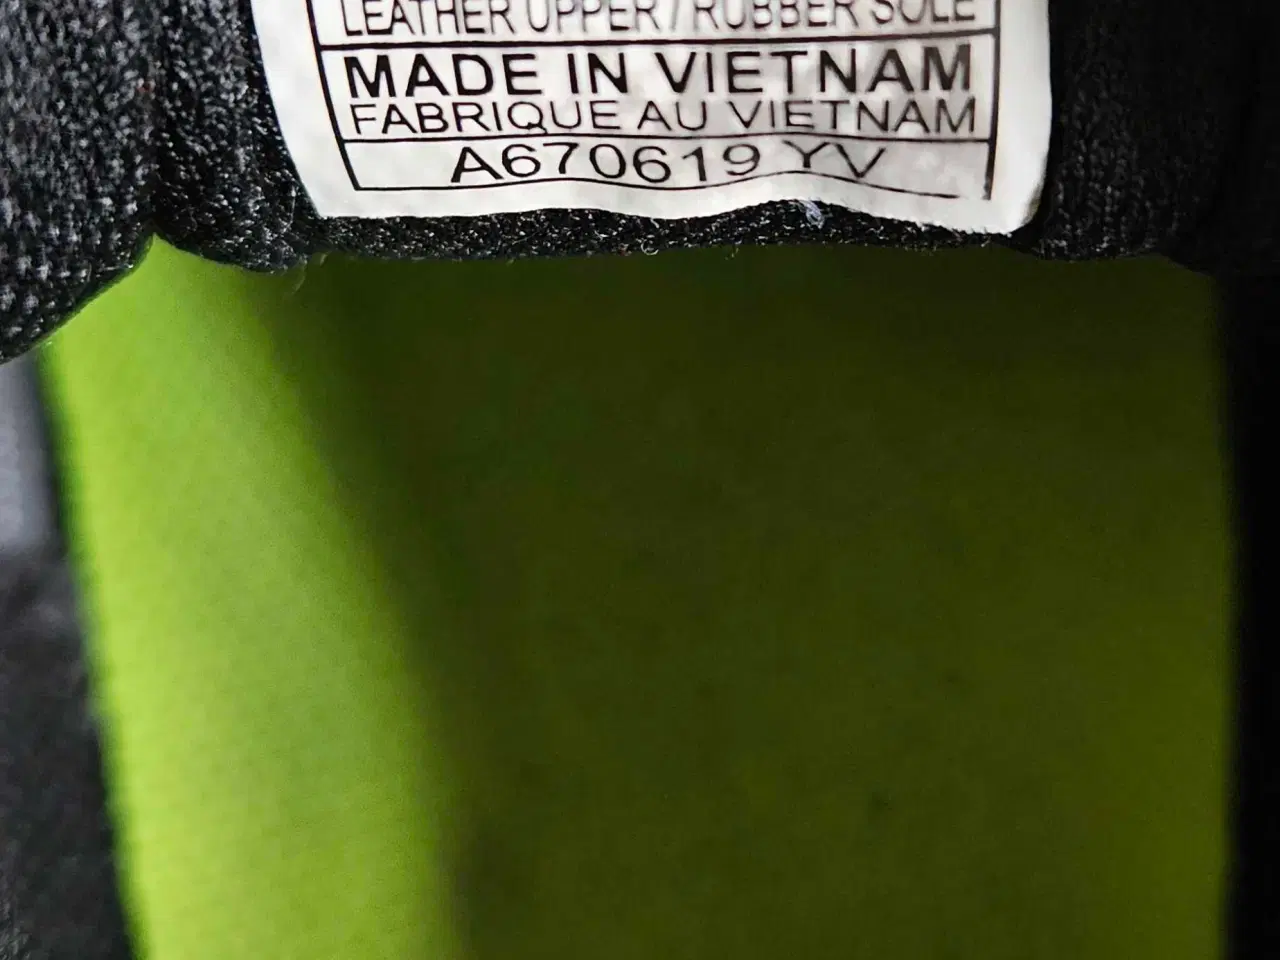 LEATHER UPPER / RUBBER SOLE
MADE IN VIETNAM
FABRIQUE AU VIETNAM
A670619 YV